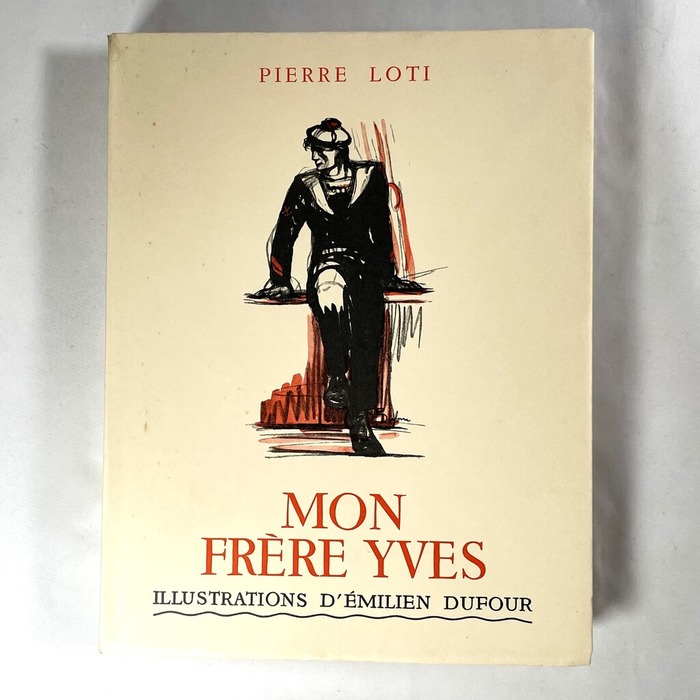 PIERRE LOTI
MON
FRÈRE YVES
ILLUSTRATIONS D'ÉMILIEN DUFOUR